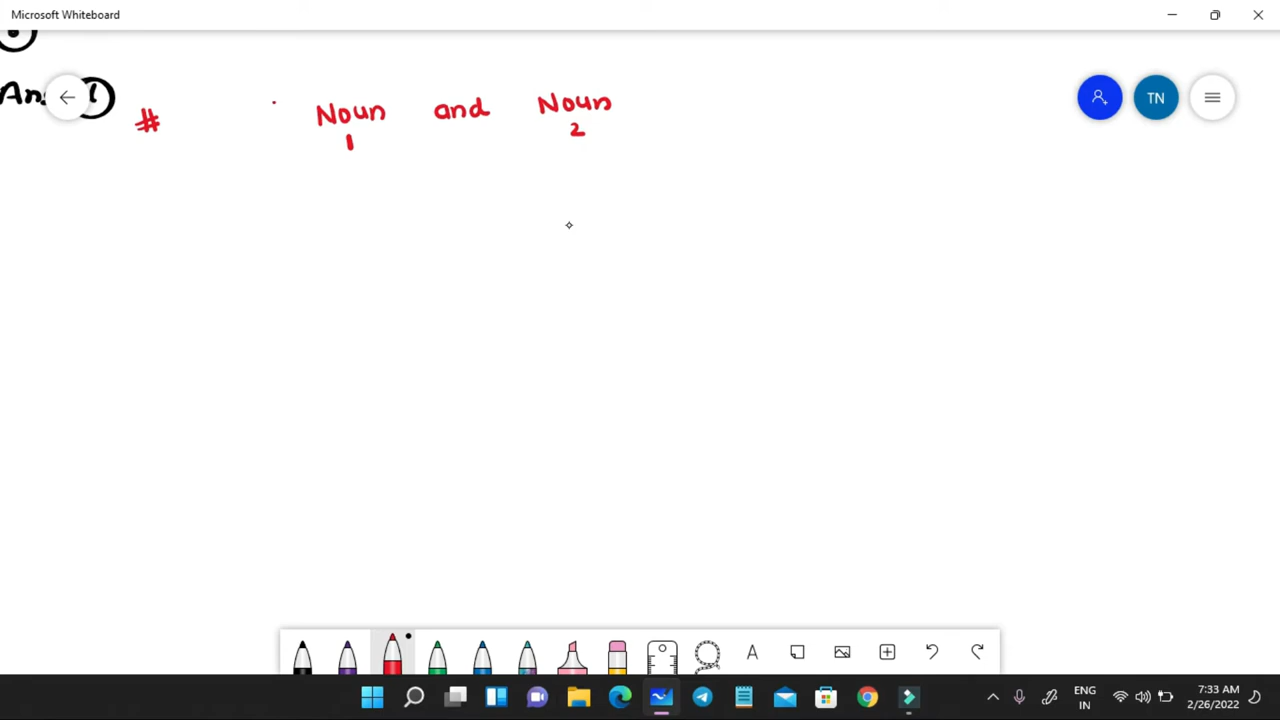 Microsoft Whiteboard
TN
# Noun and Noun
1 2
A
ENG
IN
7:33 AM
2/26/2022